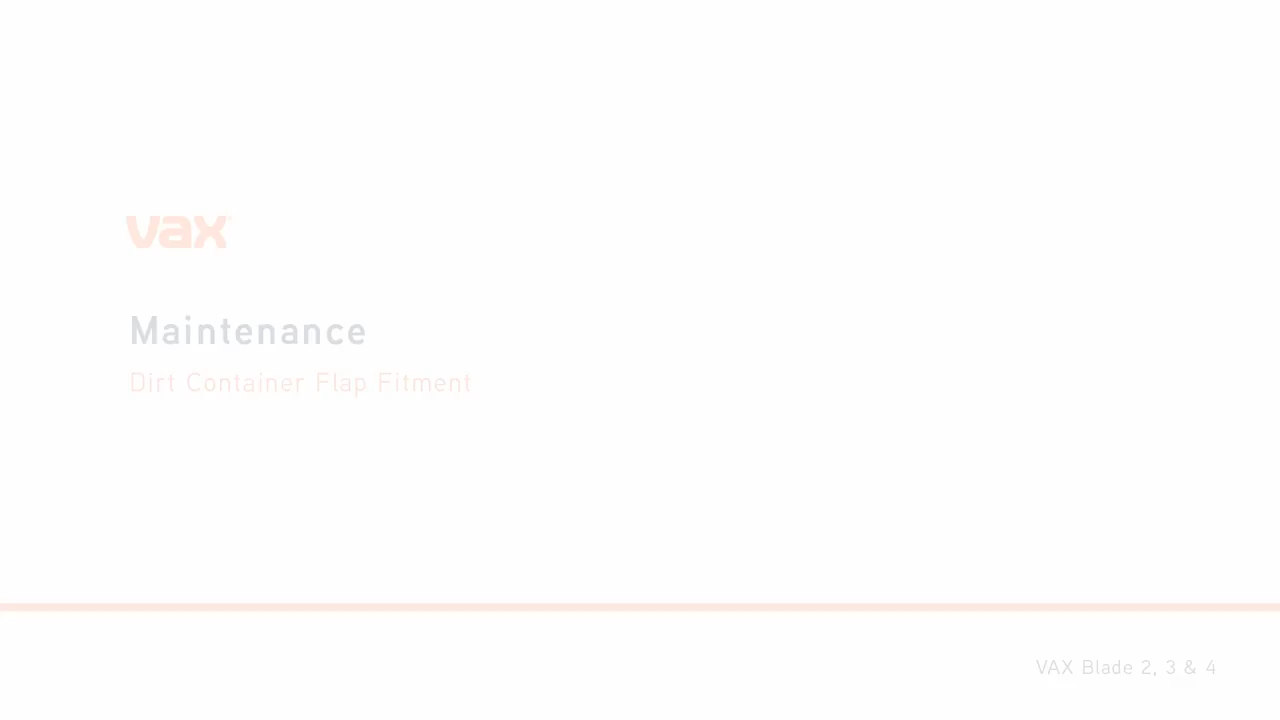 vax
Maintenance
Dirt Container Flap Fitment
VAX Blade 2, 3 & 4